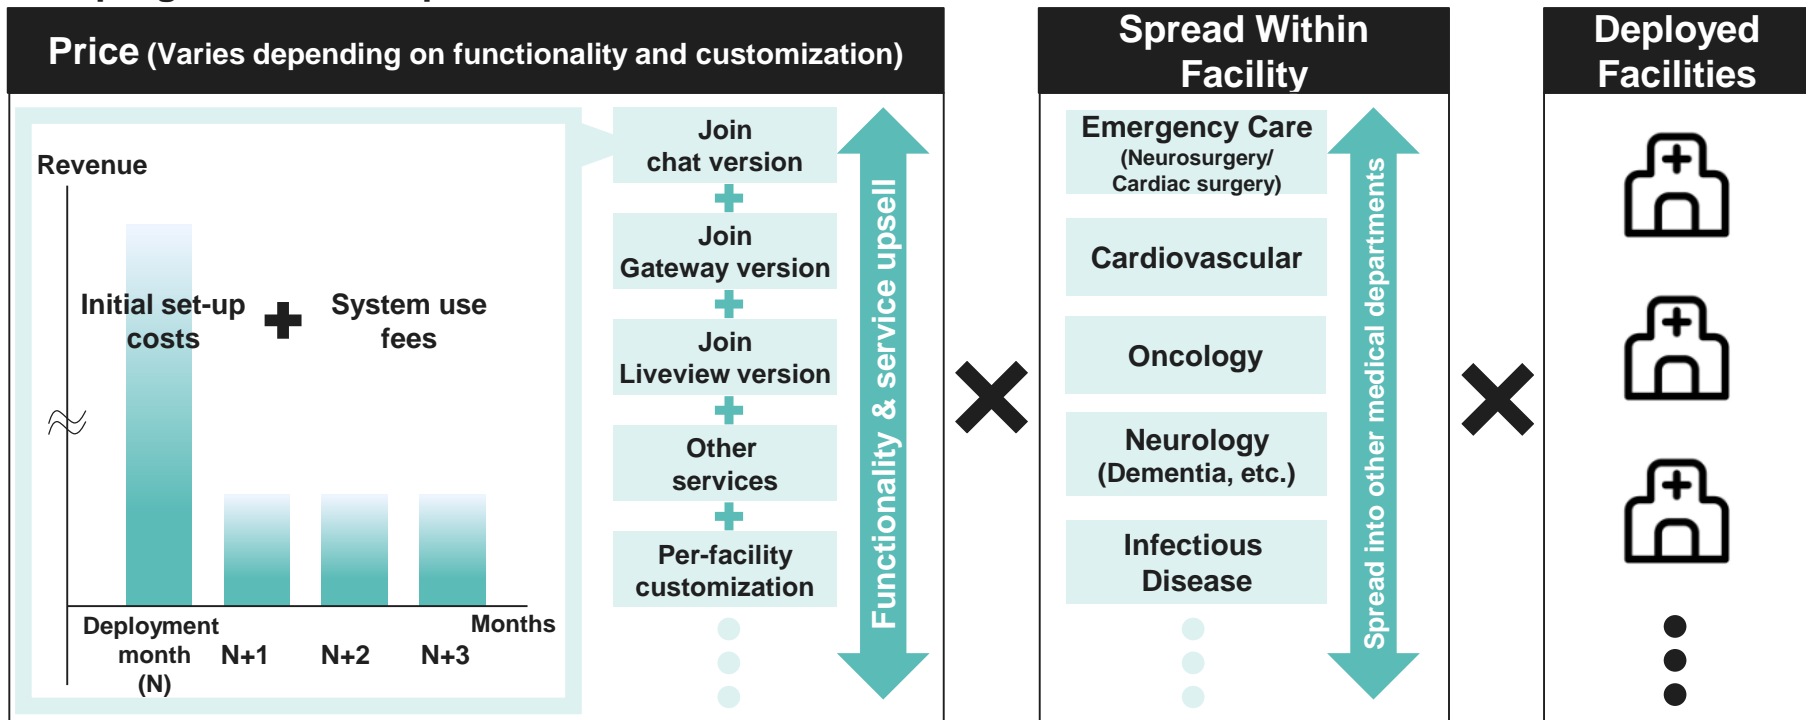 Price (Varies depending on functionality and customization)
Revenue
Initial set-up
costs
System use
fees
Deployment
month
(N)
N+1
N+2
N+3
Months
Join
chat version
Join
Gateway version
Join
Liveview version
Other
services
Per-facility
customization
Functionality & service upsell
Spread Within
Facility
Emergency Care
(Neurosurgery/
Cardiac surgery)
Cardiovascular
Oncology
Neurology
(Dementia, etc.)
Infectious
Disease
Spread into other medical departments
Deployed
Facilities